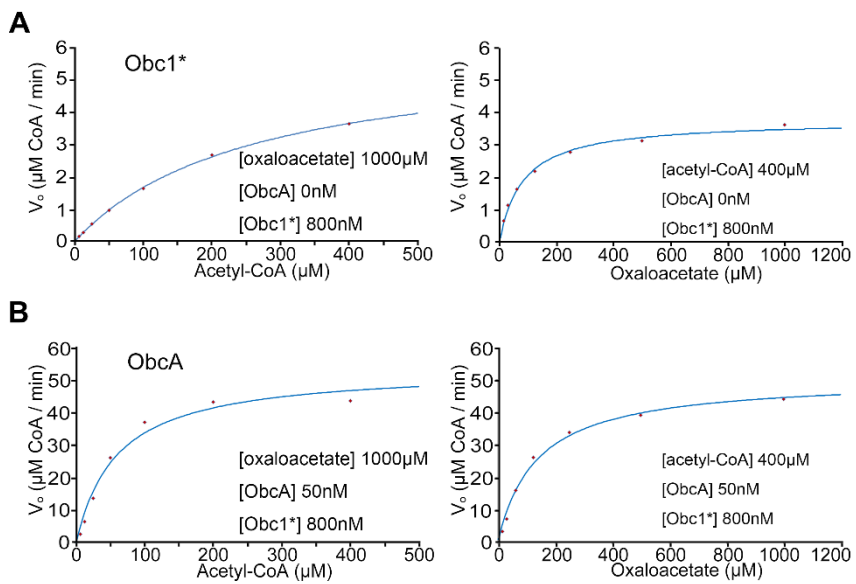 A
Obc1*
V₀ (µM CoA / min)
6
5
4
3
2
1
0
[oxaloacetate] 1000µM
[ObcA] 0nM
[Obc1*] 800nM
0 100 200 300 400 500
Acetyl-CoA (µM)
V₀ (µM CoA / min)
6
5
4
3
2
1
0
[acetyl-CoA] 400µM
[ObcA] 0nM
[Obc1*] 800nM
0 200 400 600 800 1000 1200
Oxaloacetate (µM)
B
ObcA
V₀ (µM CoA / min)
60
50
40
30
20
10
0
[oxaloacetate] 1000µM
[ObcA] 50nM
[Obc1*] 800nM
0 100 200 300 400 500
Acetyl-CoA (µM)
V₀ (µM CoA / min)
60
50
40
30
20
10
0
[acetyl-CoA] 400µM
[ObcA] 50nM
[Obc1*] 800nM
0 200 400 600 800 1000 1200
Oxaloacetate (µM)